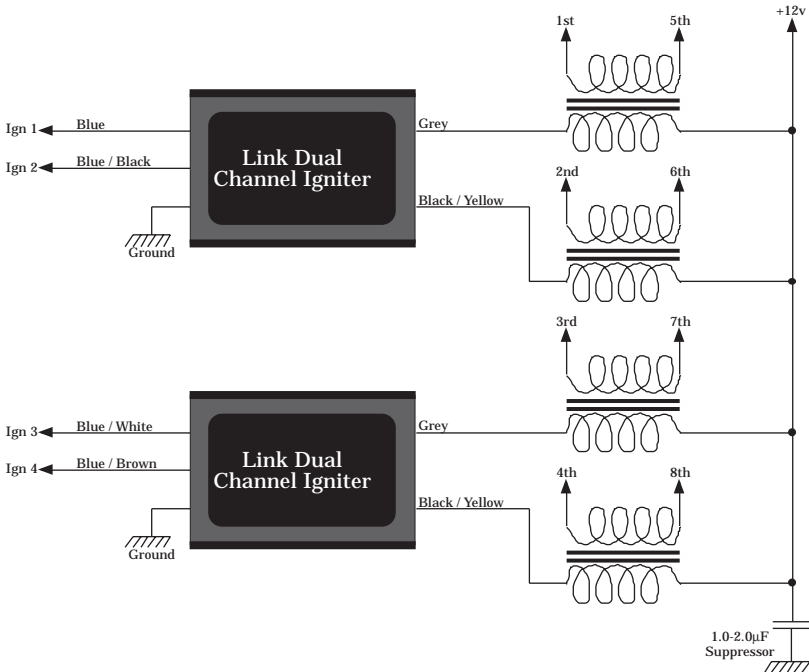 1st
5th
+12v
Ign 1
Blue
Grey
Link Dual
Channel Igniter
Ign 2
Blue / Black
2nd
6th
Black / Yellow
Ground
3rd
7th
Ign 3
Blue / White
Grey
Link Dual
Channel Igniter
Ign 4
Blue / Brown
4th
8th
Black / Yellow
Ground
1.0-2.0µF
Suppressor